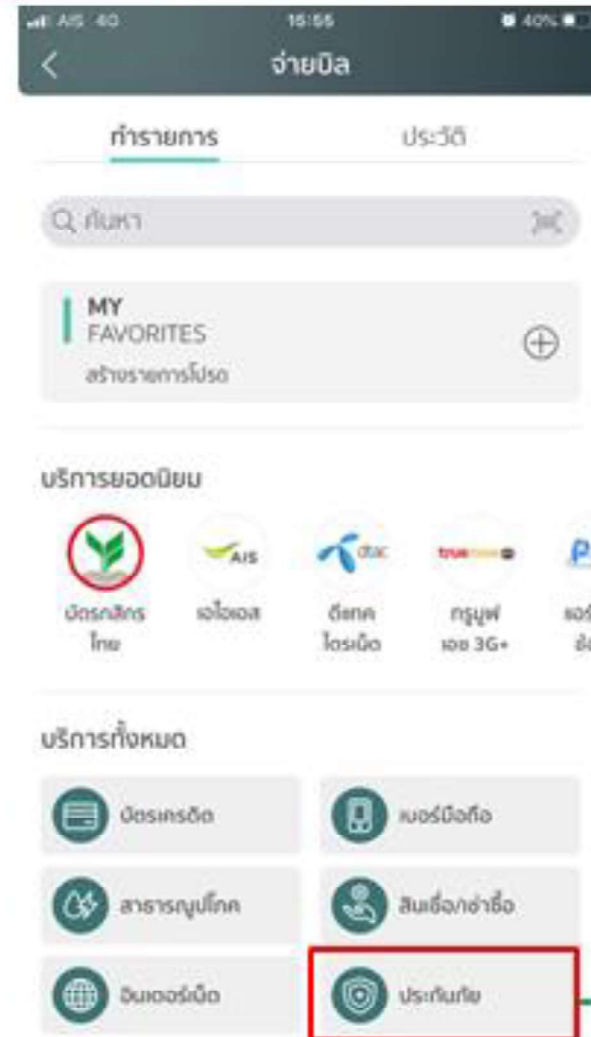 AIS 4G 15:55 40%
จ่ายบิล
ทำรายการ ประวัติ
ค้นหา
MY
FAVORITES
สร้างรายการโปรด
บริการยอดนิยม
AIS dtac true
บัตรกสิกร เอไอเอส ดีแทค ทรูมูฟ
ไทย ไตรเน็ต เอช 3G+
บริการทั้งหมด
บัตรเครดิต เบอร์มือถือ
สาธารณูปโภค สินเชื่อ/เช่าซื้อ
อินเตอร์เน็ต ประกันภัย